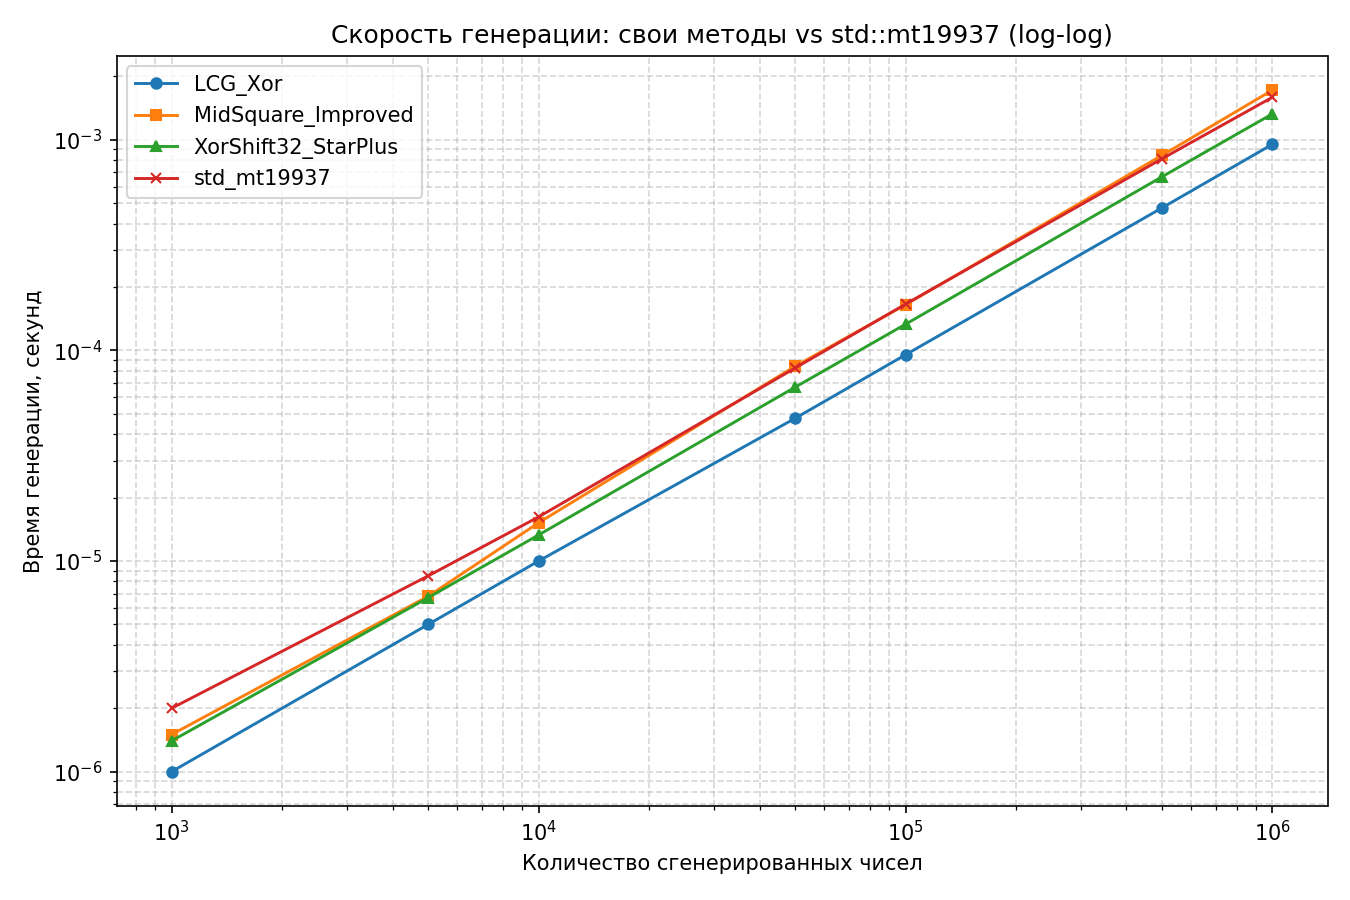 Скорость генерации: свои методы vs std::mt19937 (log-log)
LCG_Xor
MidSquare_Improved
XorShift32_StarPlus
std_mt19937
Время генерации, секунд
10⁻³
10⁻⁴
10⁻⁵
10⁻⁶
10³ 10⁴ 10⁵ 10⁶
Количество сгенерированных чисел